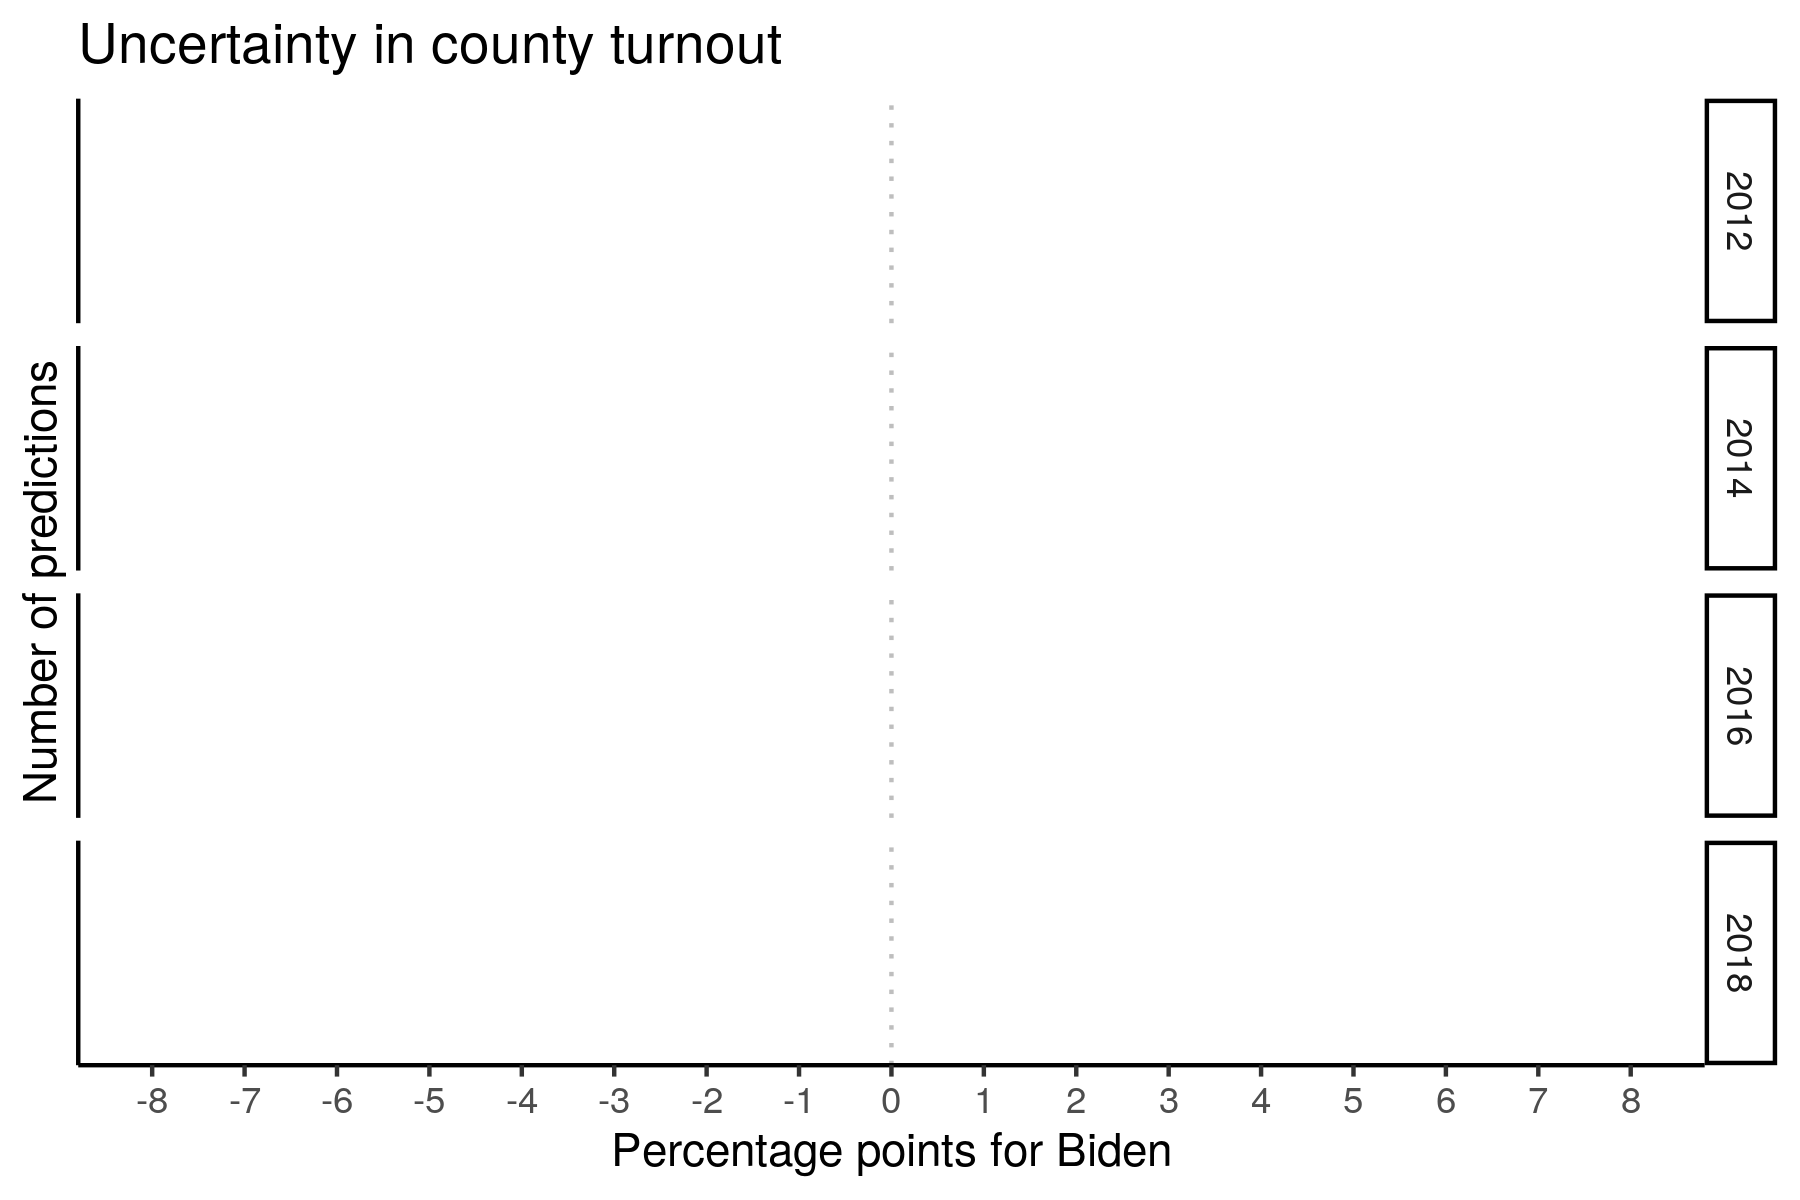 Uncertainty in county turnout
Number of predictions
2012
2014
2016
2018
-8 -7 -6 -5 -4 -3 -2 -1 0 1 2 3 4 5 6 7 8
Percentage points for Biden